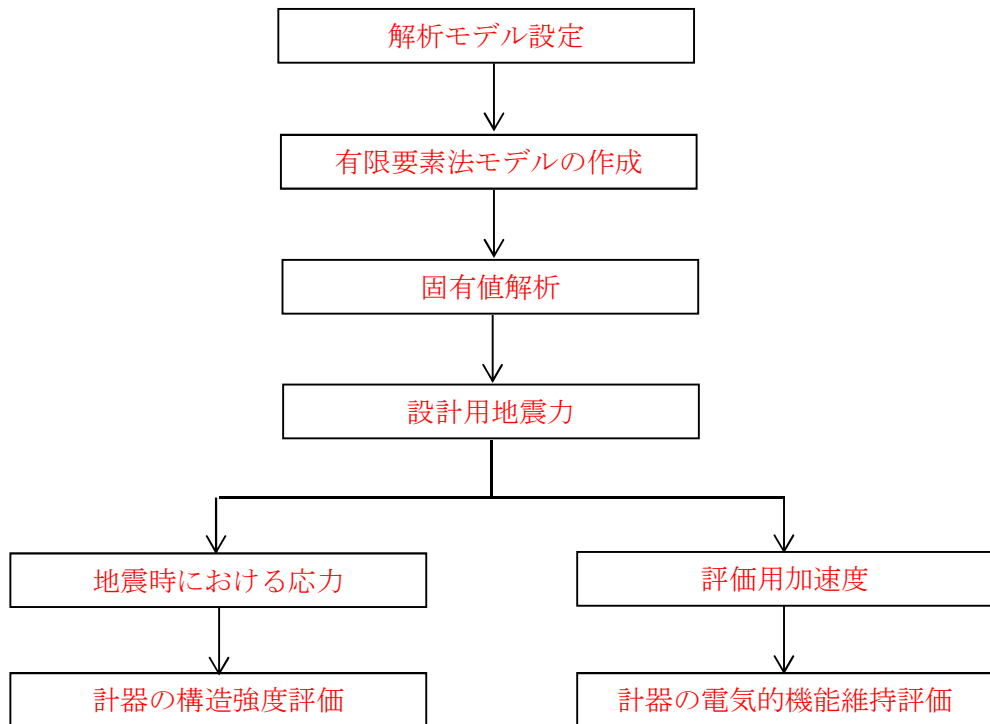 解析モデル設定
有限要素法モデルの作成
固有値解析
設計用地震力
地震時における応力
評価用加速度
計器の構造強度評価
計器の電気的機能維持評価